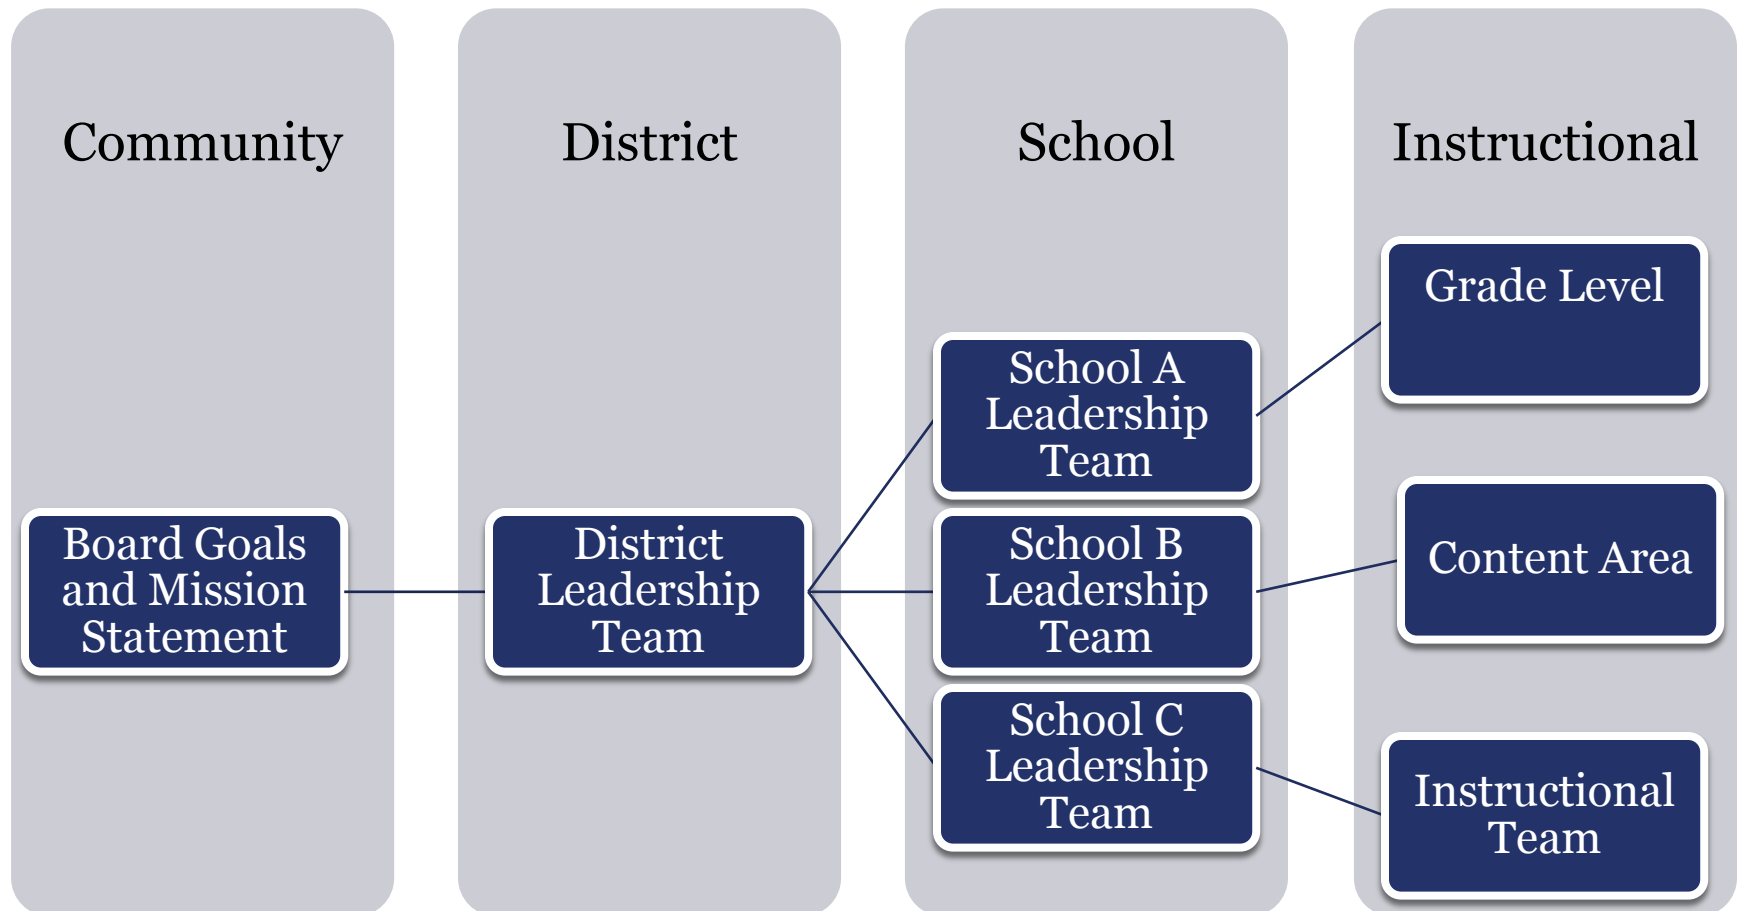 Community
District
School
Instructional
Board Goals
and Mission
Statement
District
Leadership
Team
School A
Leadership
Team
School B
Leadership
Team
School C
Leadership
Team
Grade Level
Content Area
Instructional
Team